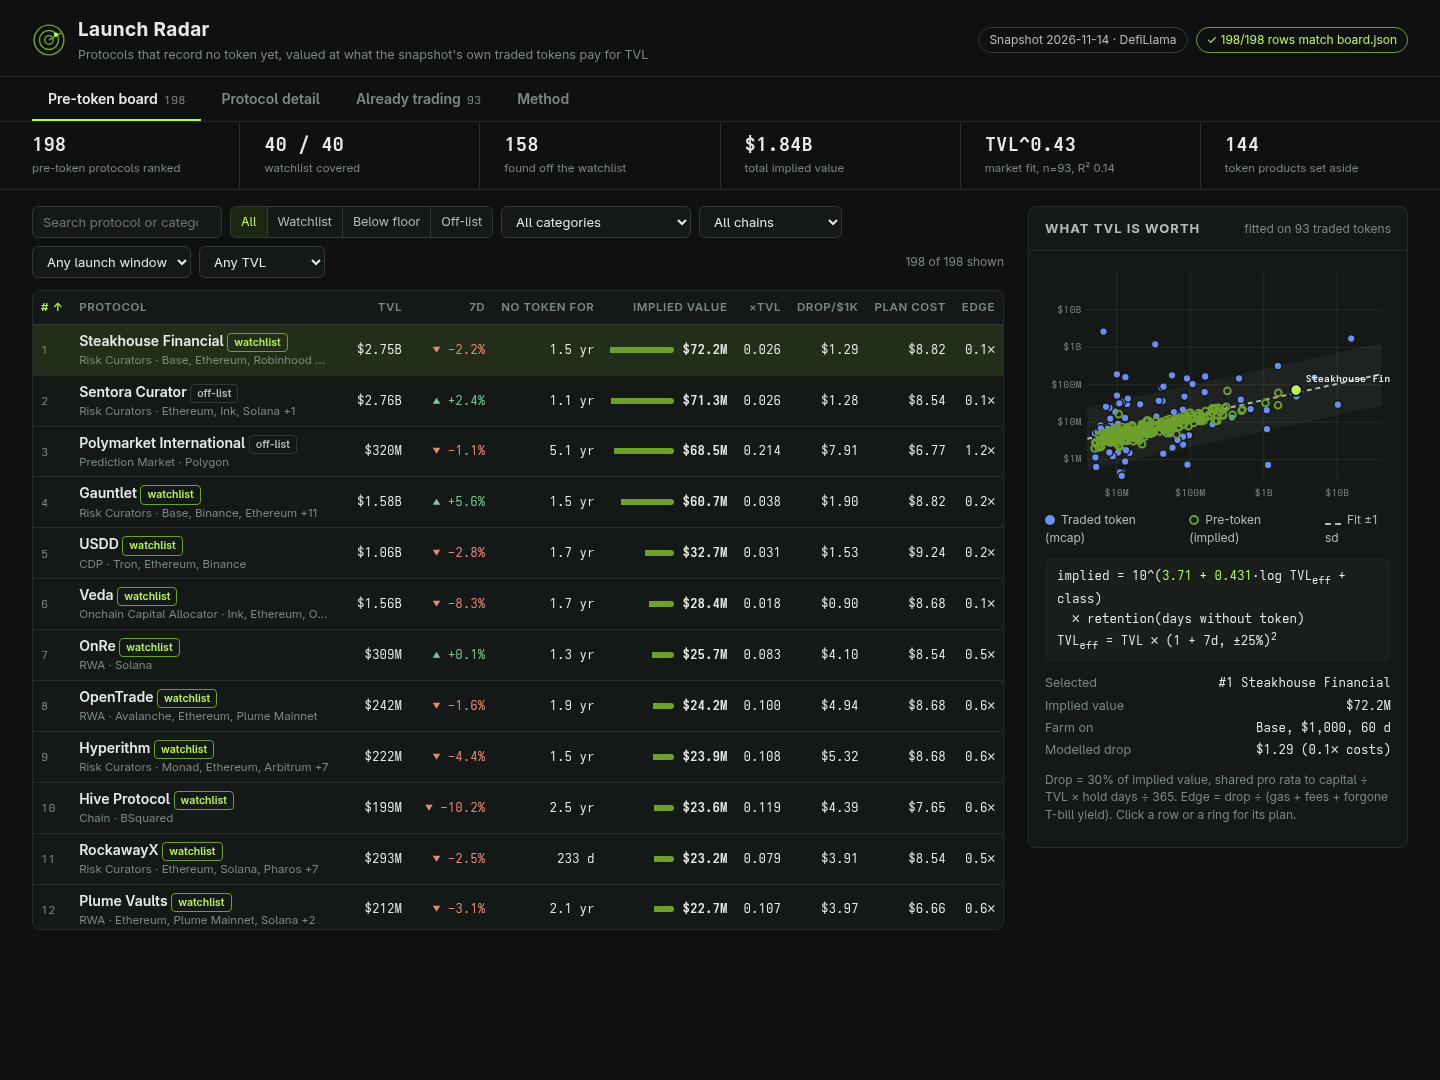 Launch Radar
Protocols that record no token yet, valued at what the snapshot's own traded tokens pay for TVL
Snapshot 2026-11-14 · DefiLlama
✓ 198/198 rows match board.json
Pre-token board 198
Protocol detail
Already trading 93
Method
198
pre-token protocols ranked
40 / 40
watchlist covered
158
found off the watchlist
$1.84B
total implied value
TVL^0.43
market fit, n=93, R² 0.14
144
token products set aside
Search protocol or catego
All
Watchlist
Below floor
Off-list
All categories
All chains
Any launch window
Any TVL
198 of 198 shown
# ↑ PROTOCOL TVL 7D NO TOKEN FOR IMPLIED VALUE ×TVL DROP/$1K PLAN COST EDGE
1 Steakhouse Financial watchlist $2.75B ▼ −2.2% 1.5 yr $72.2M 0.026 $1.29 $8.82 0.1×
Risk Curators · Base, Ethereum, Robinhood ...
2 Sentora Curator off-list $2.76B ▲ +2.4% 1.1 yr $71.3M 0.026 $1.28 $8.54 0.1×
Risk Curators · Ethereum, Ink, Solana +1
3 Polymarket International off-list $320M ▼ −1.1% 5.1 yr $68.5M 0.214 $7.91 $6.77 1.2×
Prediction Market · Polygon
4 Gauntlet watchlist $1.58B ▲ +5.6% 1.5 yr $60.7M 0.038 $1.90 $8.82 0.2×
Risk Curators · Base, Binance, Ethereum +11
5 USDD watchlist $1.06B ▼ −2.8% 1.7 yr $32.7M 0.031 $1.53 $9.24 0.2×
CDP · Tron, Ethereum, Binance
6 Veda watchlist $1.56B ▼ −8.3% 1.7 yr $28.4M 0.018 $0.90 $8.68 0.1×
Onchain Capital Allocator · Ink, Ethereum, O...
7 OnRe watchlist $309M ▲ +0.1% 1.3 yr $25.7M 0.083 $4.10 $8.54 0.5×
RWA · Solana
8 OpenTrade watchlist $242M ▼ −1.6% 1.9 yr $24.2M 0.100 $4.94 $8.68 0.6×
RWA · Avalanche, Ethereum, Plume Mainnet
9 Hyperithm watchlist $222M ▼ −4.4% 1.5 yr $23.9M 0.108 $5.32 $8.68 0.6×
Risk Curators · Monad, Ethereum, Arbitrum +7
10 Hive Protocol watchlist $199M ▼ −10.2% 2.5 yr $23.6M 0.119 $4.39 $7.65 0.6×
Chain · BSquared
11 RockawayX watchlist $293M ▼ −2.5% 233 d $23.2M 0.079 $3.91 $8.54 0.5×
Risk Curators · Ethereum, Solana, Pharos +7
12 Plume Vaults watchlist $212M ▼ −3.1% 2.1 yr $22.7M 0.107 $3.97 $6.66 0.6×
RWA · Ethereum, Plume Mainnet, Solana +2
WHAT TVL IS WORTH
fitted on 93 traded tokens
$10B
$1B
$100M
$10M
$1M
Steakhouse Fin
$10M $100M $1B $10B
Traded token (mcap)
Pre-token (implied)
Fit ±1 sd
implied = 10^(3.71 + 0.431·log TVLeff +
class)
× retention(days without token)
TVLeff = TVL × (1 + 7d, ±25%)²
Selected #1 Steakhouse Financial
Implied value $72.2M
Farm on Base, $1,000, 60 d
Modelled drop $1.29 (0.1× costs)
Drop = 30% of implied value, shared pro rata to capital ÷
TVL × hold days ÷ 365. Edge = drop ÷ (gas + fees + forgone
T-bill yield). Click a row or a ring for its plan.